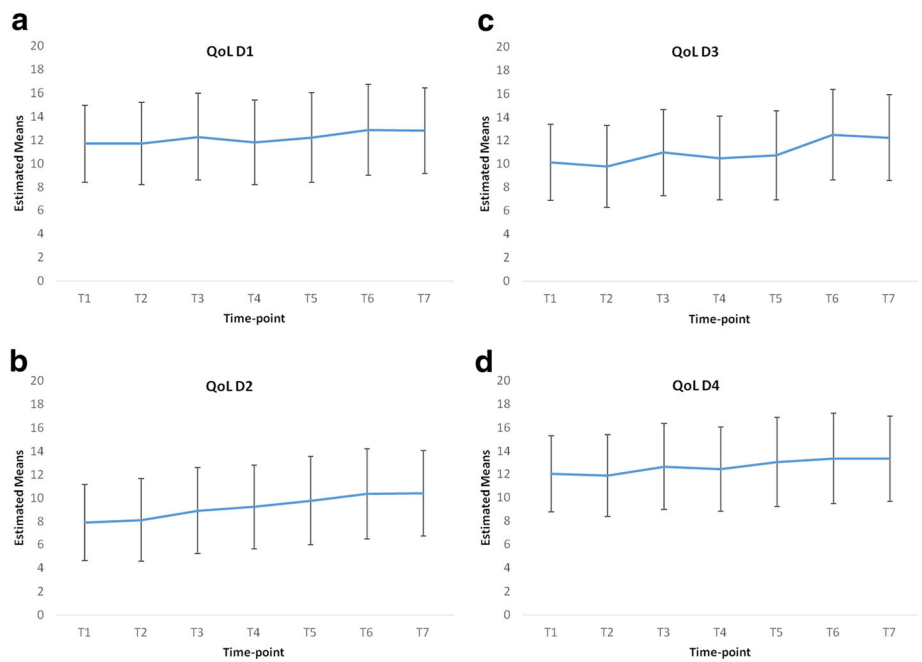 a
QoL D1
Estimated Means
20
18
16
14
12
10
8
6
4
2
0
T1 T2 T3 T4 T5 T6 T7
Time-point
b
QoL D2
Estimated Means
20
18
16
14
12
10
8
6
4
2
0
T1 T2 T3 T4 T5 T6 T7
Time-point
c
QoL D3
Estimated Means
20
18
16
14
12
10
8
6
4
2
0
T1 T2 T3 T4 T5 T6 T7
Time-point
d
QoL D4
Estimated Means
20
18
16
14
12
10
8
6
4
2
0
T1 T2 T3 T4 T5 T6 T7
Time-point